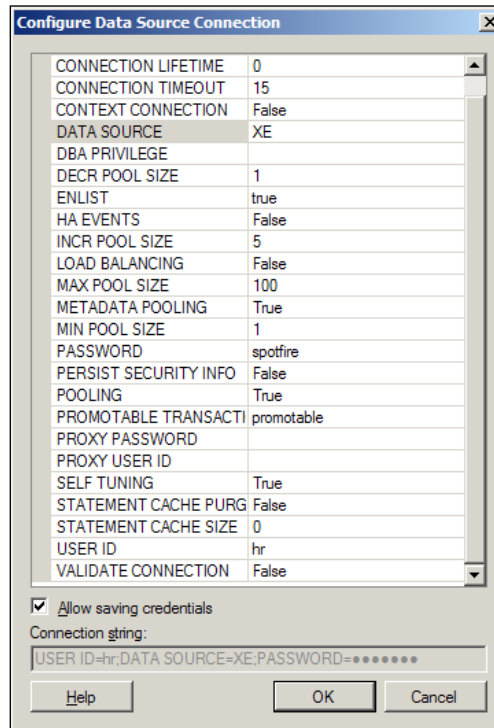 Configure Data Source Connection
CONNECTION LIFETIME 0
CONNECTION TIMEOUT 15
CONTEXT CONNECTION False
DATA SOURCE XE
DBA PRIVILEGE
DECR POOL SIZE 1
ENLIST true
HA EVENTS False
INCR POOL SIZE 5
LOAD BALANCING False
MAX POOL SIZE 100
METADATA POOLING True
MIN POOL SIZE 1
PASSWORD spotfire
PERSIST SECURITY INFO False
POOLING True
PROMOTABLE TRANSACTI promotable
PROXY PASSWORD
PROXY USER ID
SELF TUNING True
STATEMENT CACHE PURG False
STATEMENT CACHE SIZE 0
USER ID hr
VALIDATE CONNECTION False
Allow saving credentials
Connection string:
USER ID=hr;DATA SOURCE=XE;PASSWORD=●●●●●●●
Help OK Cancel